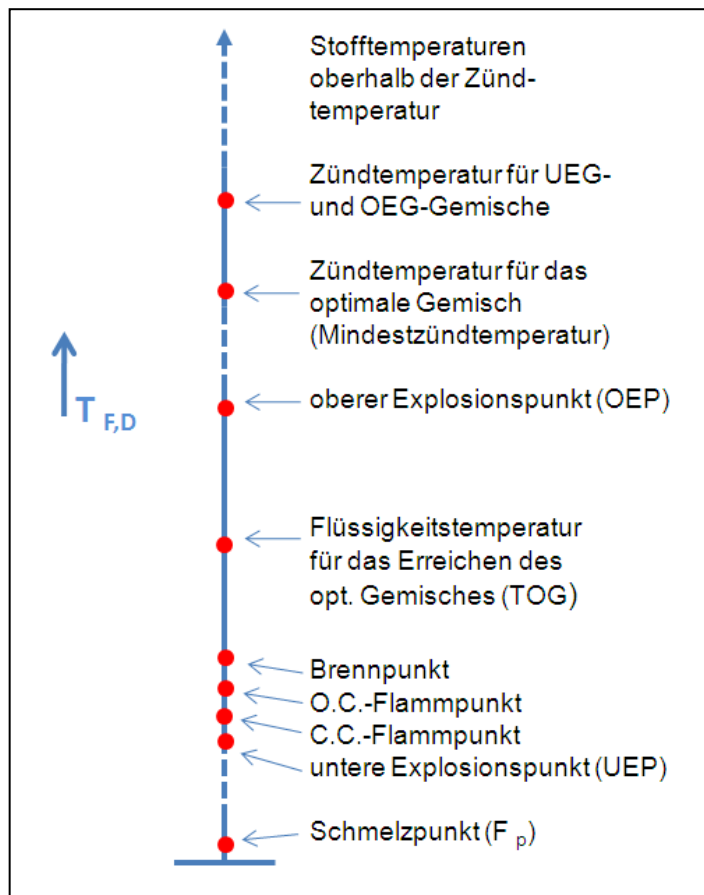 Stofftemperaturen
oberhalb der Zünd-
temperatur
Zündtemperatur für UEG-
und OEG-Gemische
Zündtemperatur für das
optimale Gemisch
(Mindestzündtemperatur)
T F,D
oberer Explosionspunkt (OEP)
Flüssigkeitstemperatur
für das Erreichen des
opt. Gemisches (TOG)
Brennpunkt
O.C.-Flammpunkt
C.C.-Flammpunkt
untere Explosionspunkt (UEP)
Schmelzpunkt (F p)